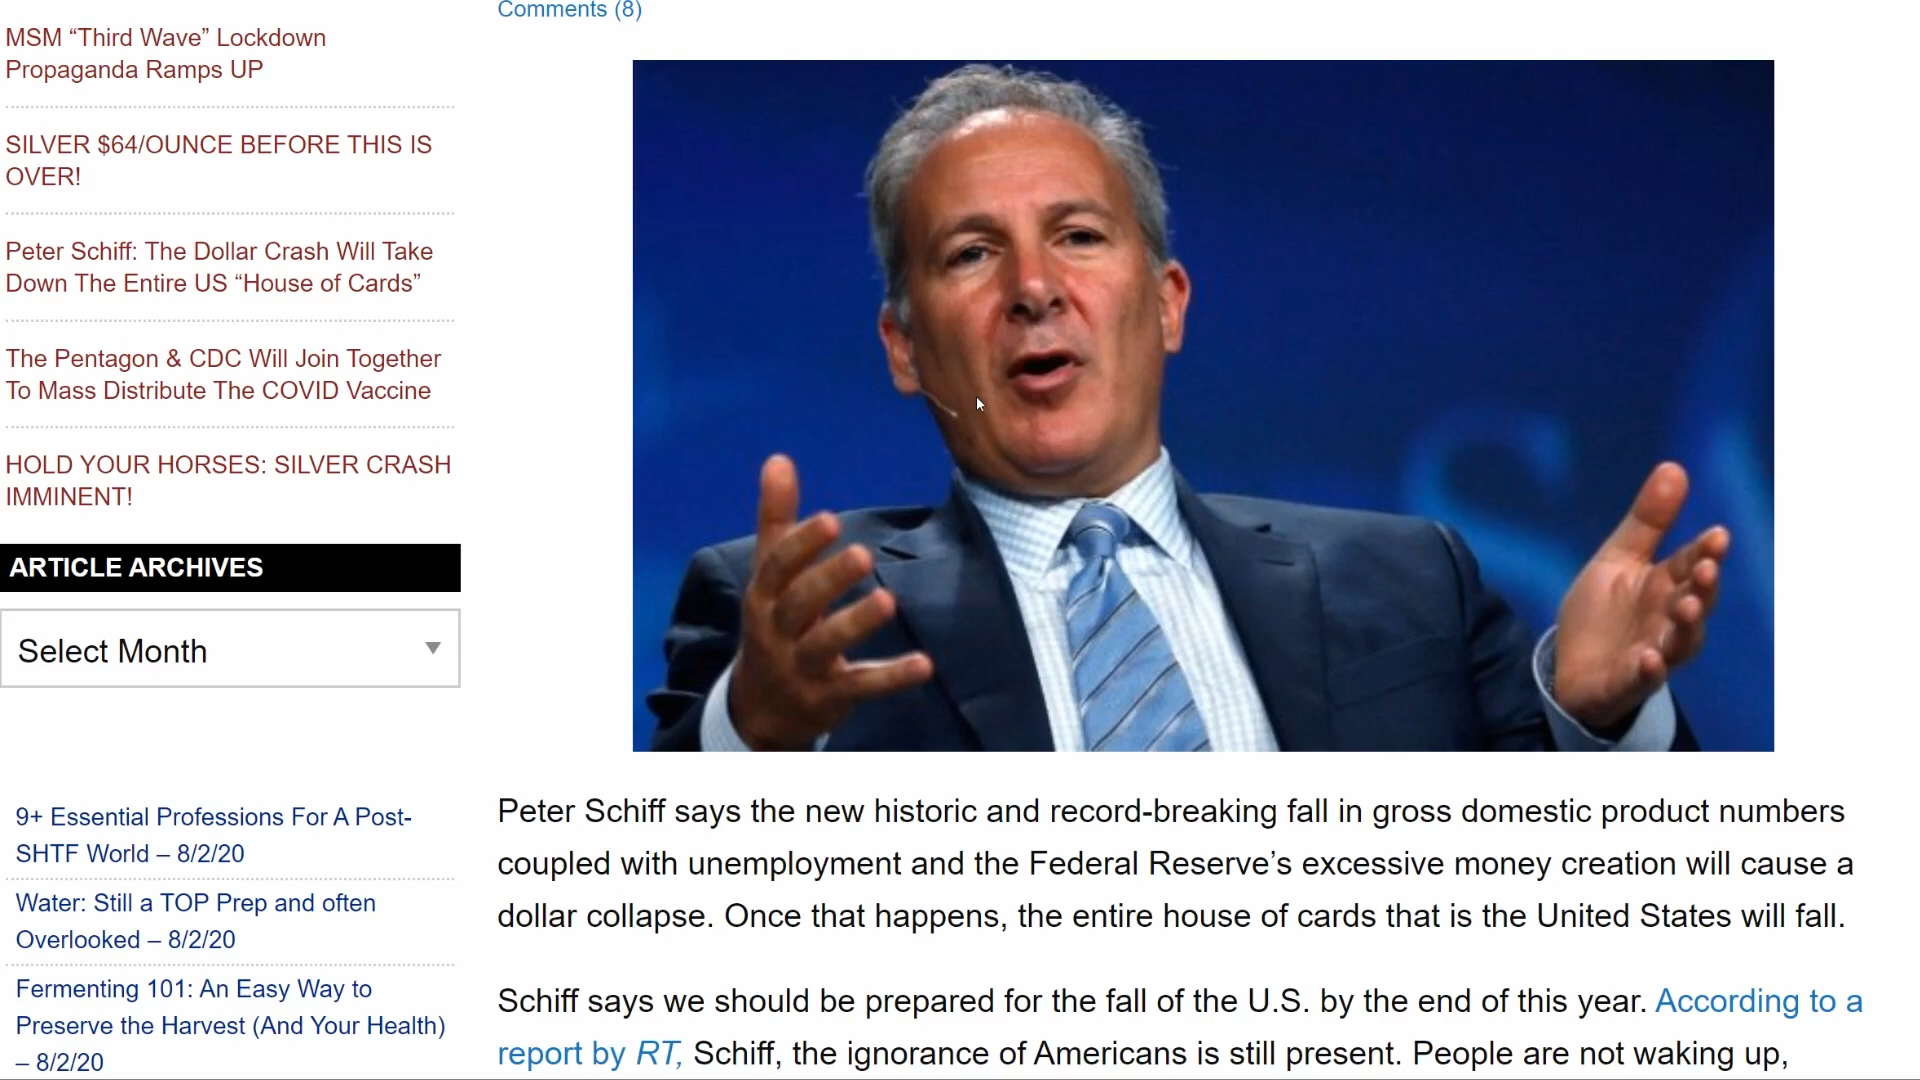 Comments (8)
MSM “Third Wave” Lockdown
Propaganda Ramps UP
SILVER $64/OUNCE BEFORE THIS IS
OVER!
Peter Schiff: The Dollar Crash Will Take
Down The Entire US “House of Cards”
The Pentagon & CDC Will Join Together
To Mass Distribute The COVID Vaccine
HOLD YOUR HORSES: SILVER CRASH
IMMINENT!
ARTICLE ARCHIVES
Select Month
9+ Essential Professions For A Post-
SHTF World – 8/2/20
Water: Still a TOP Prep and often
Overlooked – 8/2/20
Fermenting 101: An Easy Way to
Preserve the Harvest (And Your Health)
– 8/2/20
S
Peter Schiff says the new historic and record-breaking fall in gross domestic product numbers
coupled with unemployment and the Federal Reserve’s excessive money creation will cause a
dollar collapse. Once that happens, the entire house of cards that is the United States will fall.
Schiff says we should be prepared for the fall of the U.S. by the end of this year. According to a
report by RT, Schiff, the ignorance of Americans is still present. People are not waking up,